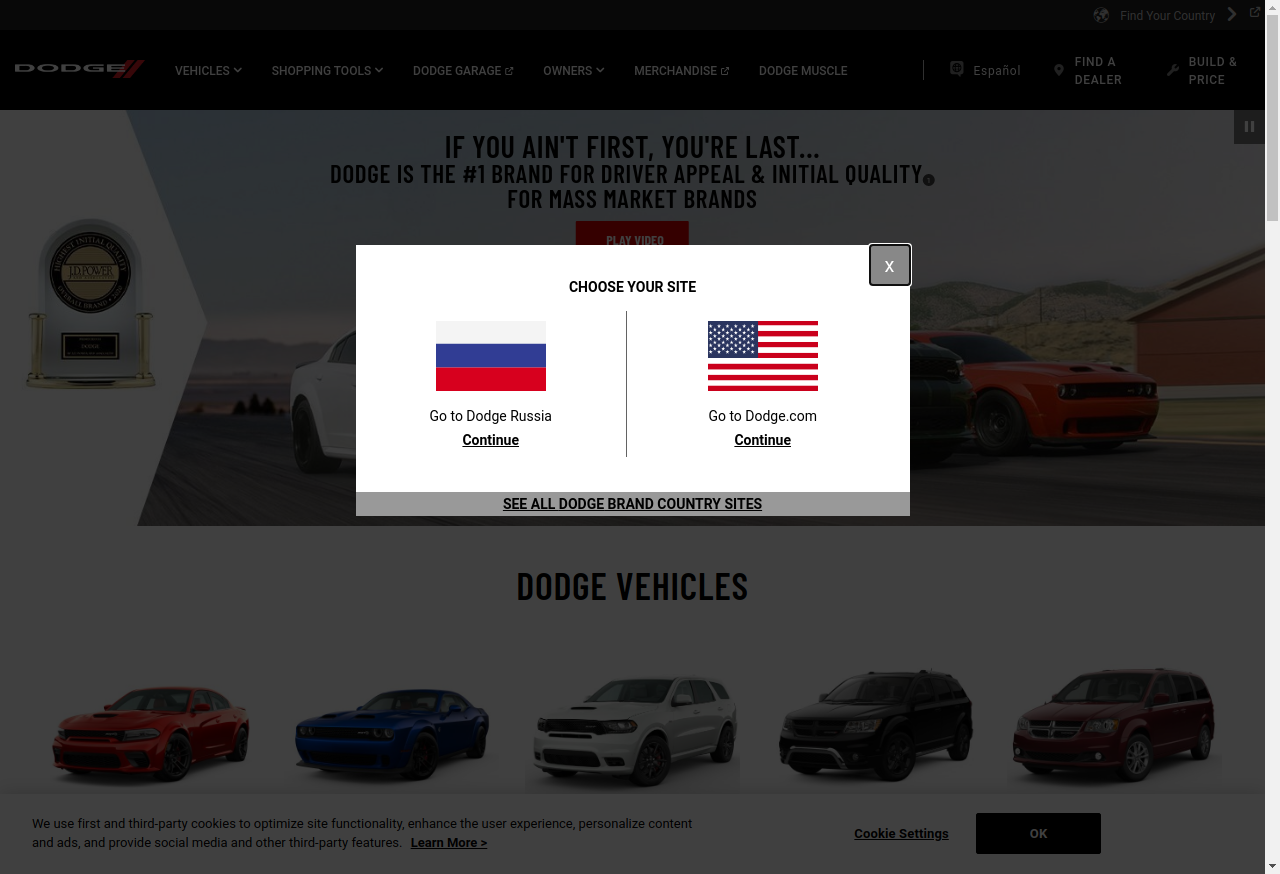 Find Your Country
DODGE
VEHICLES
SHOPPING TOOLS
DODGE GARAGE
OWNERS
MERCHANDISE
DODGE MUSCLE
Español
FIND A
DEALER
BUILD &
PRICE
IF YOU AIN'T FIRST, YOU'RE LAST...
DODGE IS THE #1 BRAND FOR DRIVER APPEAL & INITIAL QUALITY
FOR MASS MARKET BRANDS
PLAY VIDEO
HIGHEST INITIAL QUALITY
J.D. POWER
DODGE
X
CHOOSE YOUR SITE
Go to Dodge Russia
Continue
Go to Dodge.com
Continue
SEE ALL DODGE BRAND COUNTRY SITES
DODGE VEHICLES
We use first and third-party cookies to optimize site functionality, enhance the user experience, personalize content
and ads, and provide social media and other third-party features. Learn More >
Cookie Settings
OK